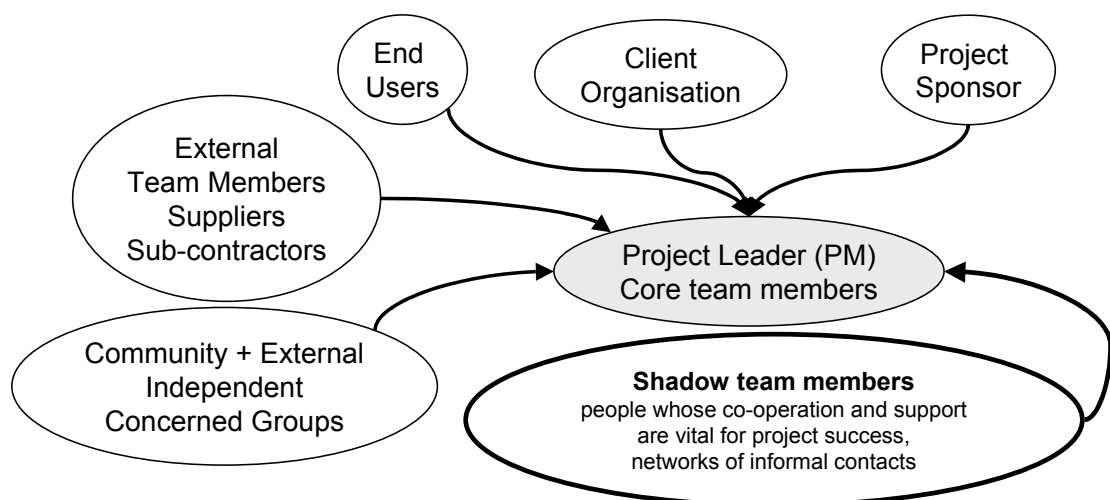 End
Users
Client
Organisation
Project
Sponsor
External
Team Members
Suppliers
Sub-contractors
Project Leader (PM)
Core team members
Community + External
Independent
Concerned Groups
Shadow team members
people whose co-operation and support
are vital for project success,
networks of informal contacts